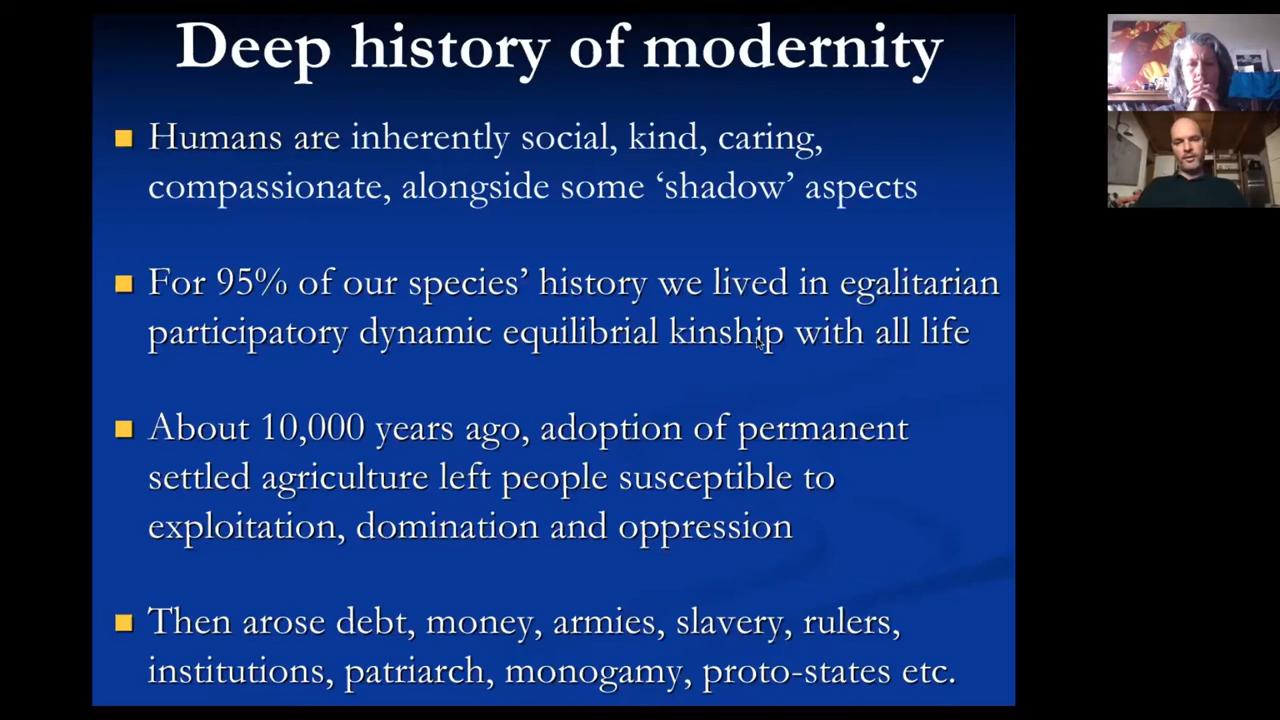 Deep history of modernity
Humans are inherently social, kind, caring,
compassionate, alongside some ‘shadow’ aspects
For 95% of our species’ history we lived in egalitarian
participatory dynamic equilibrial kinship with all life
About 10,000 years ago, adoption of permanent
settled agriculture left people susceptible to
exploitation, domination and oppression
Then arose debt, money, armies, slavery, rulers,
institutions, patriarch, monogamy, proto-states etc.